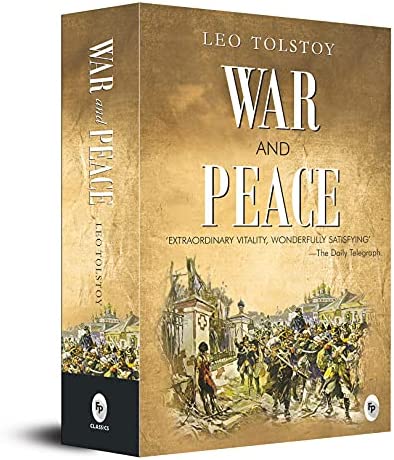 LEO TOLSTOY
WAR
AND
PEACE
'EXTRAORDINARY VITALITY, WONDERFULLY SATISFYING'
—The Daily Telegraph
FP
WAR and PEACE
LEO TOLSTOY
FP
CLASSICS